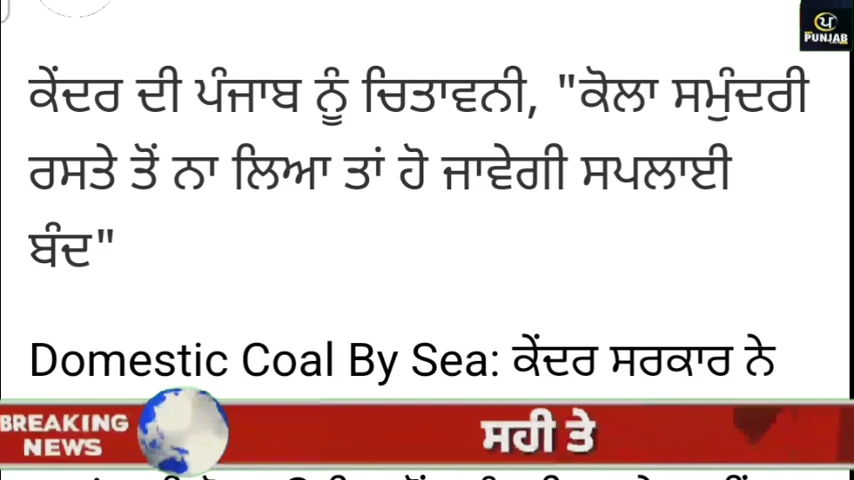 ਪ
PUNJAB
ਕੇਂਦਰ ਦੀ ਪੰਜਾਬ ਨੂੰ ਚਿਤਾਵਨੀ, "ਕੋਲਾ ਸਮੁੰਦਰੀ
ਰਸਤੇ ਤੋਂ ਨਾ ਲਿਆ ਤਾਂ ਹੋ ਜਾਵੇਗੀ ਸਪਲਾਈ
ਬੰਦ"
Domestic Coal By Sea: ਕੇਂਦਰ ਸਰਕਾਰ ਨੇ
BREAKING
NEWS
ਸਹੀ ਤੇ